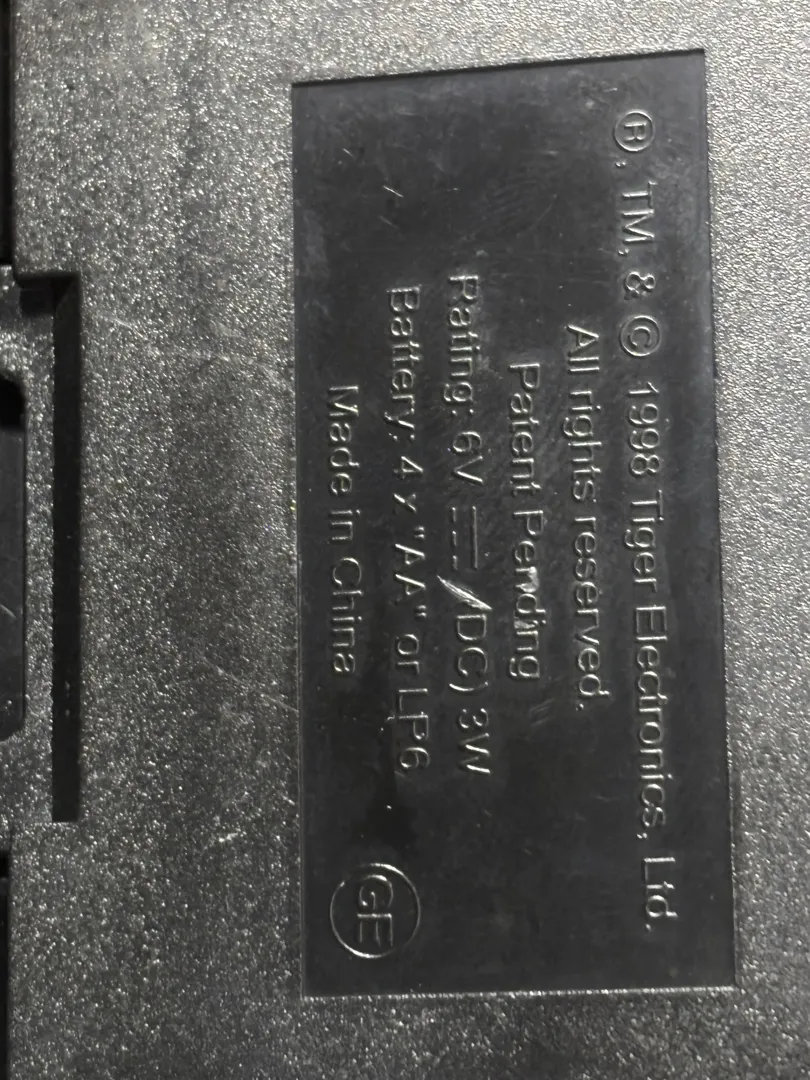 ®, TM, & © 1998 Tiger Electronics, Ltd.
All rights reserved.
Patent Pending
Rating: 6V ⎓ (DC) 3W
Battery: 4 x "AA" or LR6
Made in China
GE